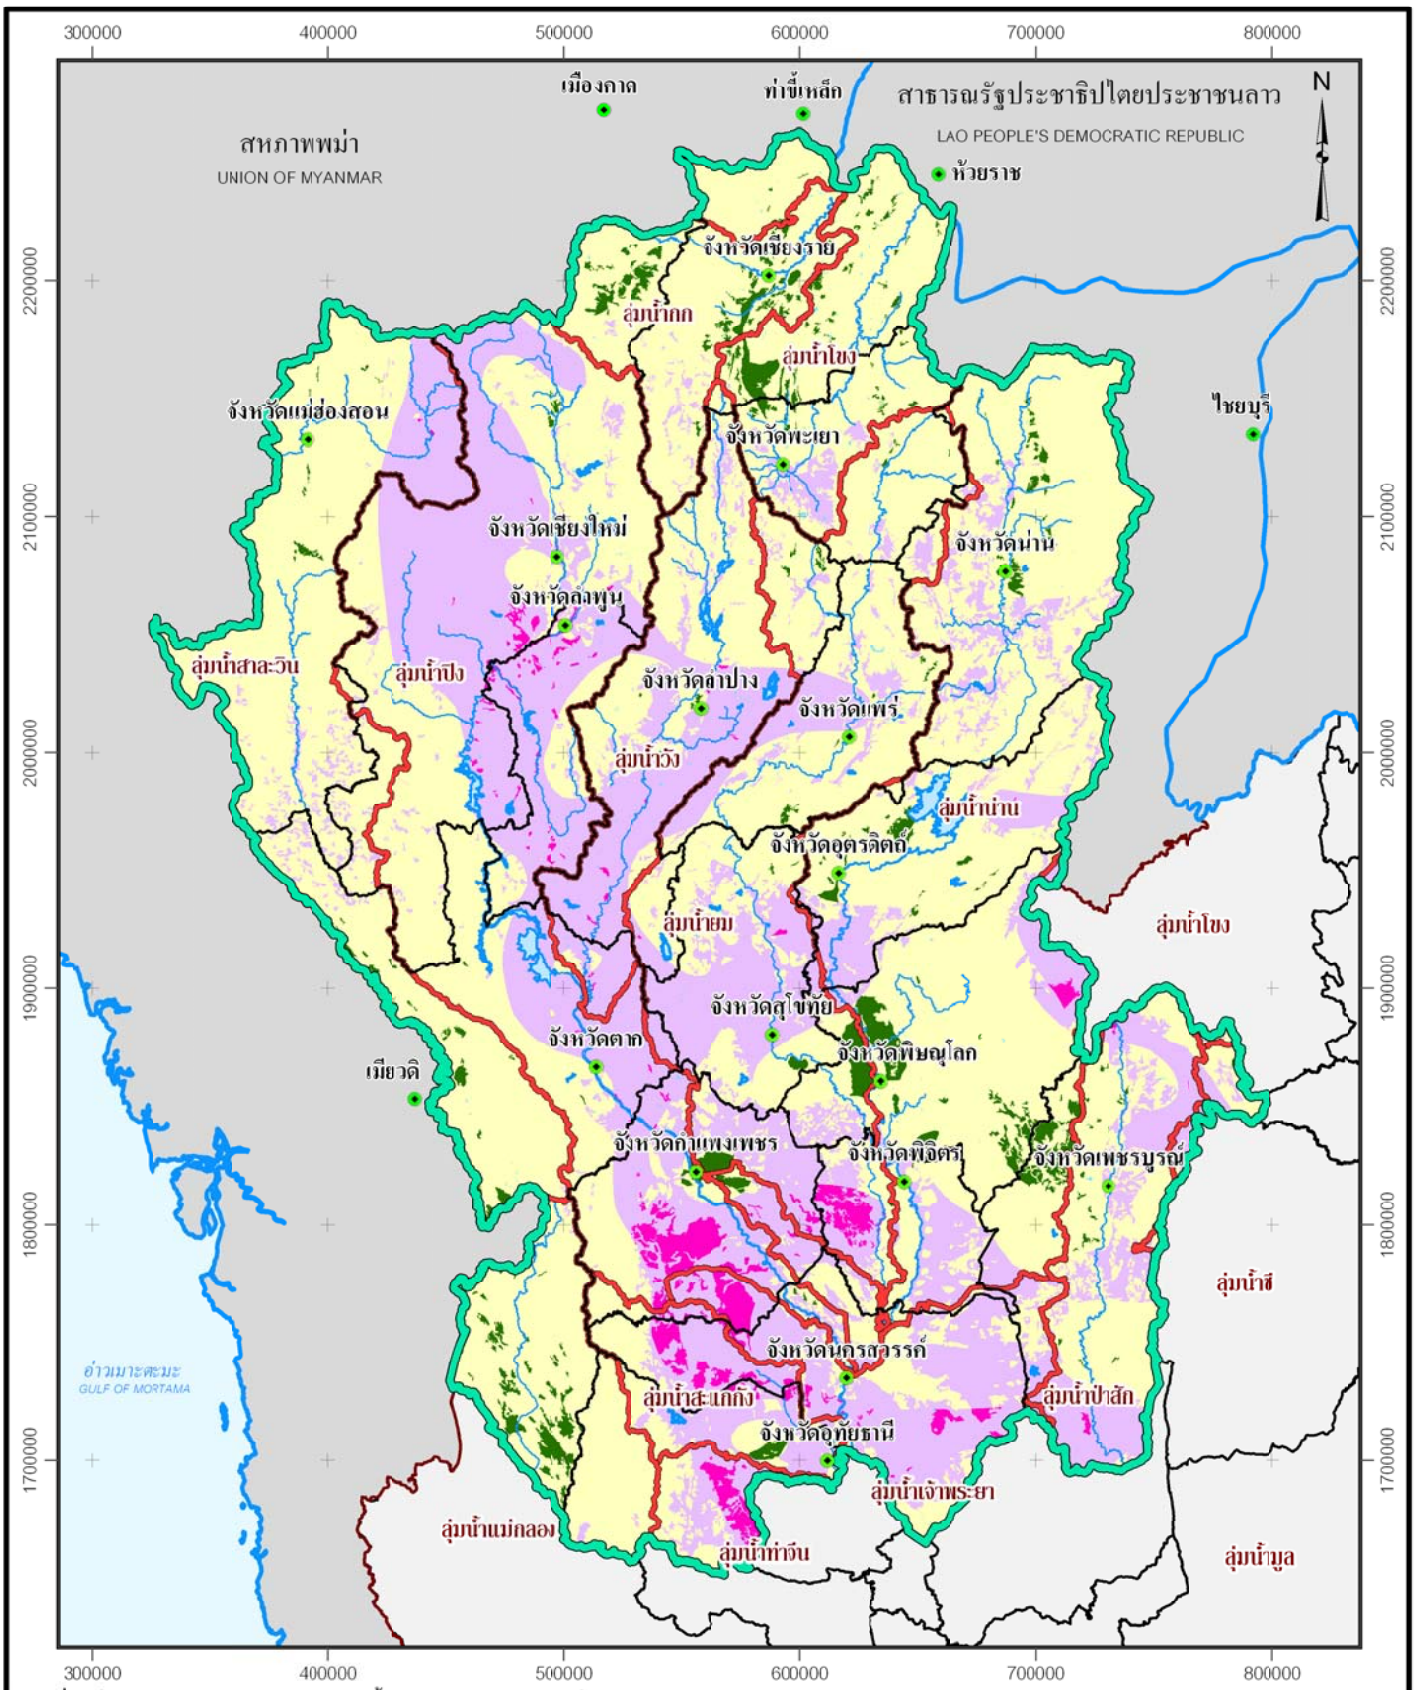 300000 400000 500000 600000 700000 800000
เมืองกาด
ท่าขี้เหล็ก
สาธารณรัฐประชาธิปไตยประชาชนลาว
LAO PEOPLE'S DEMOCRATIC REPUBLIC
N
สหภาพพม่า
UNION OF MYANMAR
ห้วยราช
จังหวัดเชียงราย
2200000
2200000
ลุ่มน้ำกก
ลุ่มน้ำโขง
จังหวัดแม่ฮ่องสอน
ไชยบุรี
จังหวัดพะเยา
2100000
2100000
จังหวัดเชียงใหม่
จังหวัดน่าน
จังหวัดลำพูน
ลุ่มน้ำสาละวิน
ลุ่มน้ำปิง
จังหวัดลำปาง
จังหวัดแพร่
2000000
2000000
ลุ่มน้ำวัง
ลุ่มน้ำน่าน
จังหวัดอุตรดิตถ์
ลุ่มน้ำยม
ลุ่มน้ำโขง
1900000
1900000
จังหวัดสุโขทัย
จังหวัดตาก
จังหวัดพิษณุโลก
เมียวดี
จังหวัดกำแพงเพชร
จังหวัดพิจิตร
จังหวัดเพชรบูรณ์
1800000
1800000
ลุ่มน้ำชี
จังหวัดนครสวรรค์
อ่าวเมาะตะมะ
GULF OF MORTAMA
ลุ่มน้ำสะแกกัง
ลุ่มน้ำป่าสัก
จังหวัดอุทัยธานี
1700000
1700000
ลุ่มน้ำเจ้าพระยา
ลุ่มน้ำแม่กลอง
ลุ่มน้ำท่าจีน
ลุ่มน้ำมูล
300000 400000 500000 600000 700000 800000